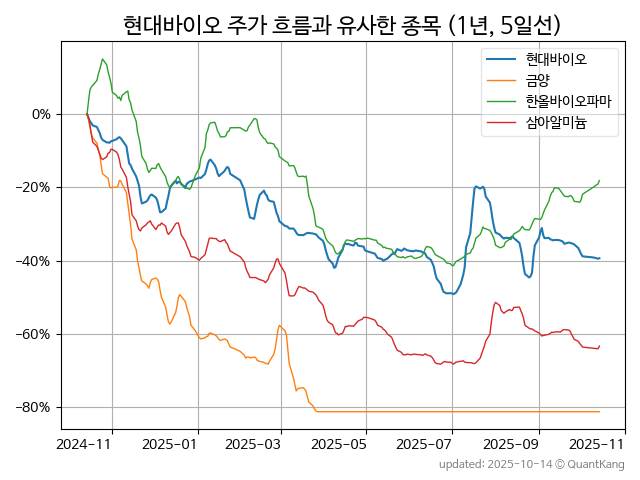 현대바이오 주가 흐름과 유사한 종목 (1년, 5일선)
현대바이오
금양
한올바이오파마
삼아알미늄
0%
−20%
−40%
−60%
−80%
2024-11
2025-01
2025-03
2025-05
2025-07
2025-09
2025-11
updated: 2025-10-14 © QuantKang